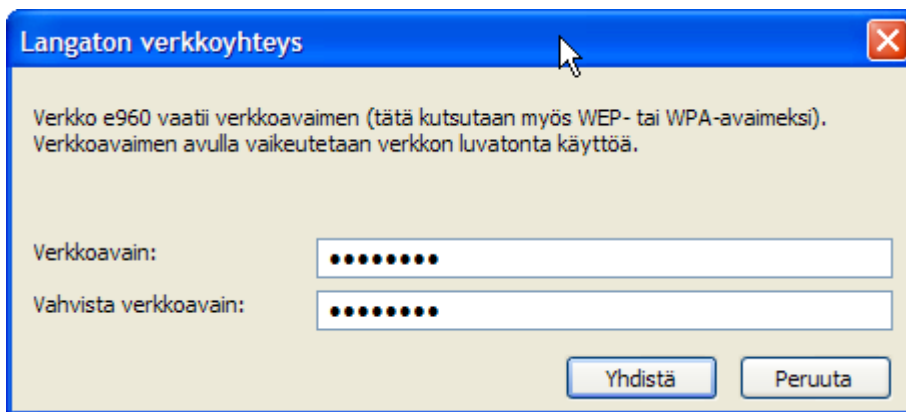 Langaton verkkoyhteys
Verkko e960 vaatii verkkoavaimen (tätä kutsutaan myös WEP- tai WPA-avaimeksi).
Verkkoavaimen avulla vaikeutetaan verkkon luvatonta käyttöä.
Verkkoavain: ••••••••
Vahvista verkkoavain: ••••••••
Yhdistä Peruuta